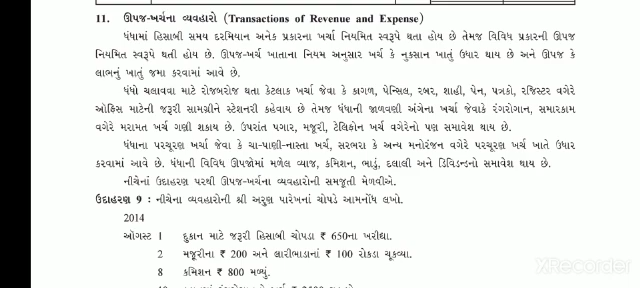 11. ઊપજ-ખર્ચના વ્યવહારો (Transactions of Revenue and Expense)
ધંધામાં હિસાબી સમય દરમિયાન અનેક પ્રકારના ખર્ચા નિયમિત સ્વરૂપે થતા હોય છે તેમજ વિવિધ પ્રકારની ઊપજ
નિયમિત સ્વરૂપે થતી હોય છે. ઊપજ-ખર્ચ ખાતાના નિયમ અનુસાર ખર્ચ કે નુકસાન ખાતું ઉધાર થાય છે અને ઊપજ કે
લાભનું ખાતું જમા કરવામાં આવે છે.
ધંધો ચલાવવા માટે રોજબરોજ થતા કેટલાક ખર્ચા જેવા કે કાગળ, પેન્સિલ, રબર, શાહી, પેન, પત્રકો, રજિસ્ટર વગેરે
ઓફિસ માટેની જરૂરી સામગ્રીને સ્ટેશનરી કહેવાય છે તેમજ ધંધાની જાળવણી અંગેના ખર્ચા જેવાકે રંગરોગાન, સમારકામ
વગેરે મરામત ખર્ચ ગણી શકાય છે. ઉપરાંત પગાર, મજૂરી, ટેલિફોન ખર્ચ વગેરેનો પણ સમાવેશ થાય છે.
ધંધાના પરચૂરણ ખર્ચા જેવા કે ચા-પાણી-નાસ્તા ખર્ચ, સરભરા કે અન્ય મનોરંજન વગેરે પરચૂરણ ખર્ચ ખાતે ઉધાર
કરવામાં આવે છે. ધંધાની વિવિધ ઊપજોમાં મળેલ વ્યાજ, કમિશન, ભાડું, દલાલી અને ડિવિડન્ડનો સમાવેશ થાય છે.
નીચેનાં ઉદાહરણ પરથી ઊપજ-ખર્ચના વ્યવહારોની સમજૂતી મેળવીએ.
ઉદાહરણ 9 : નીચેના વ્યવહારોની શ્રી અરુણ પારેખનાં ચોપડે આમનોંધ લખો.
2014
ઑગસ્ટ 1 દુકાન માટે જરૂરી હિસાબી ચોપડા ₹ 650ના ખરીદ્યા.
2 મજૂરીના ₹ 200 અને લારીભાડાનાં ₹ 100 રોકડા ચૂકવ્યા.
8 કમિશન ₹ 800 મળ્યું.
XRecorder